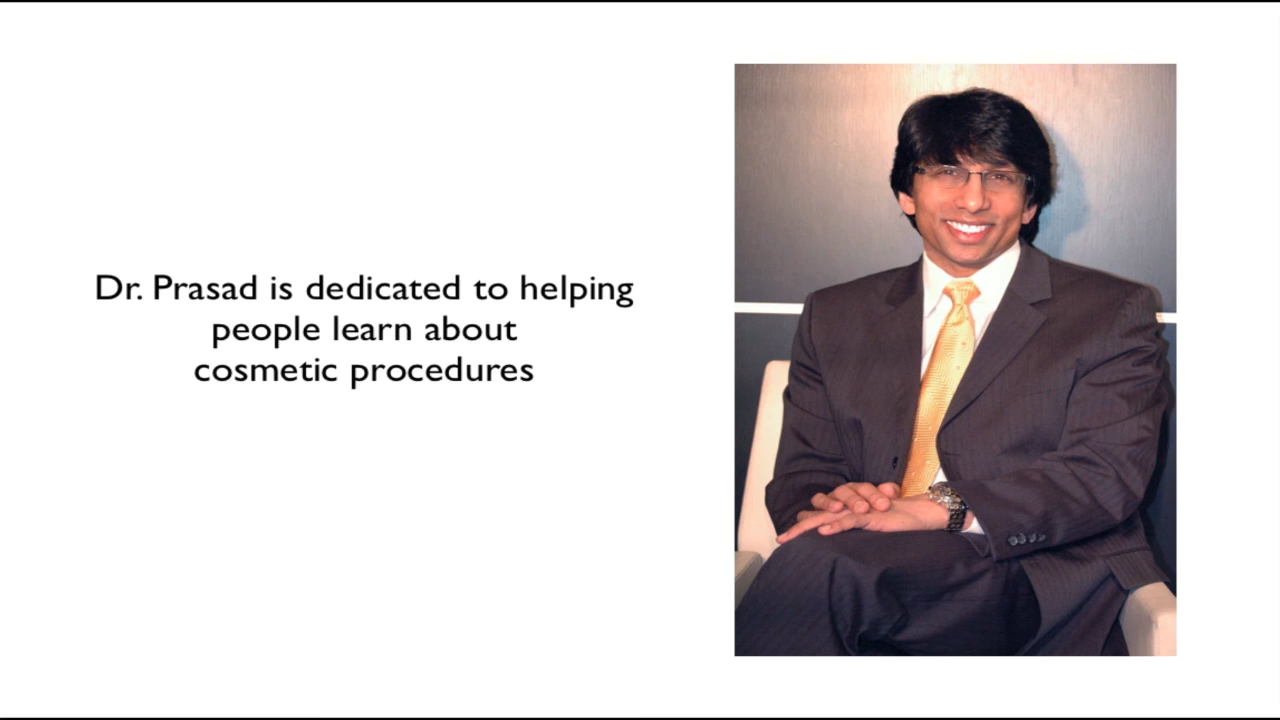 Dr. Prasad is dedicated to helping
people learn about
cosmetic procedures